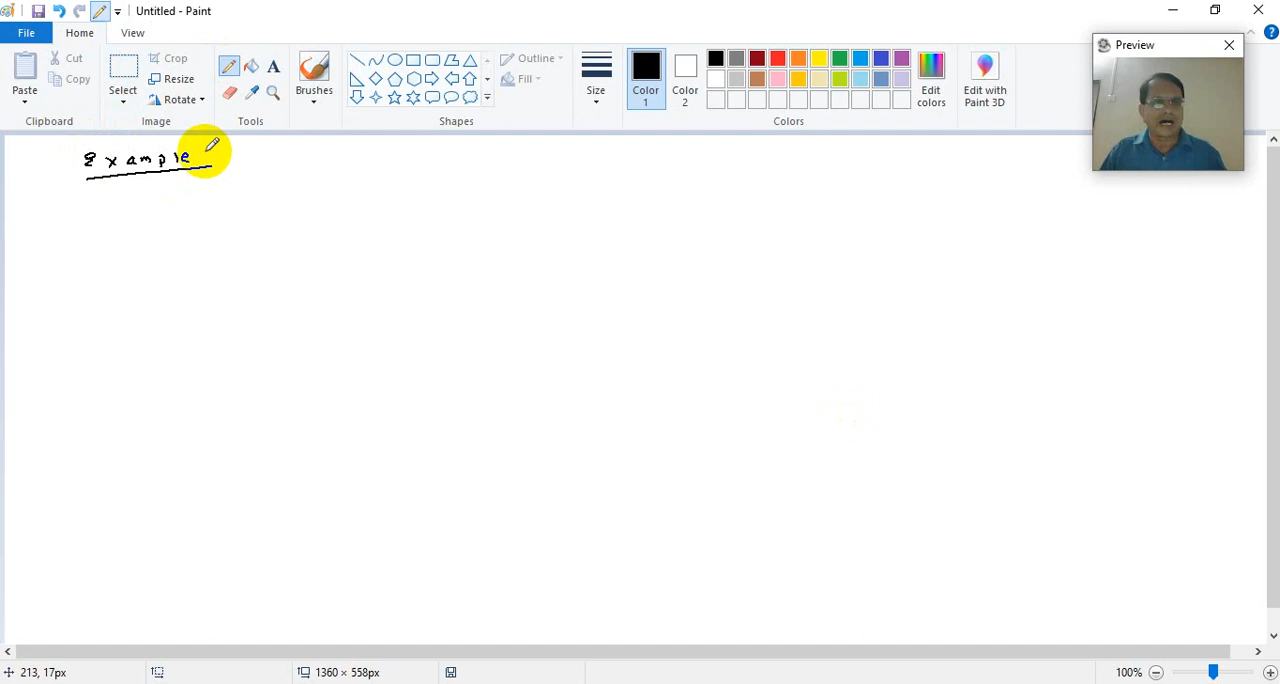 Untitled - Paint
File Home View
Preview
Paste Cut Copy Select Crop Resize Rotate Brushes Outline Fill Size Color 1 Color 2 Edit colors Edit with Paint 3D
Clipboard Image Tools Shapes Colors
Example
213, 17px 1360 × 558px 100%